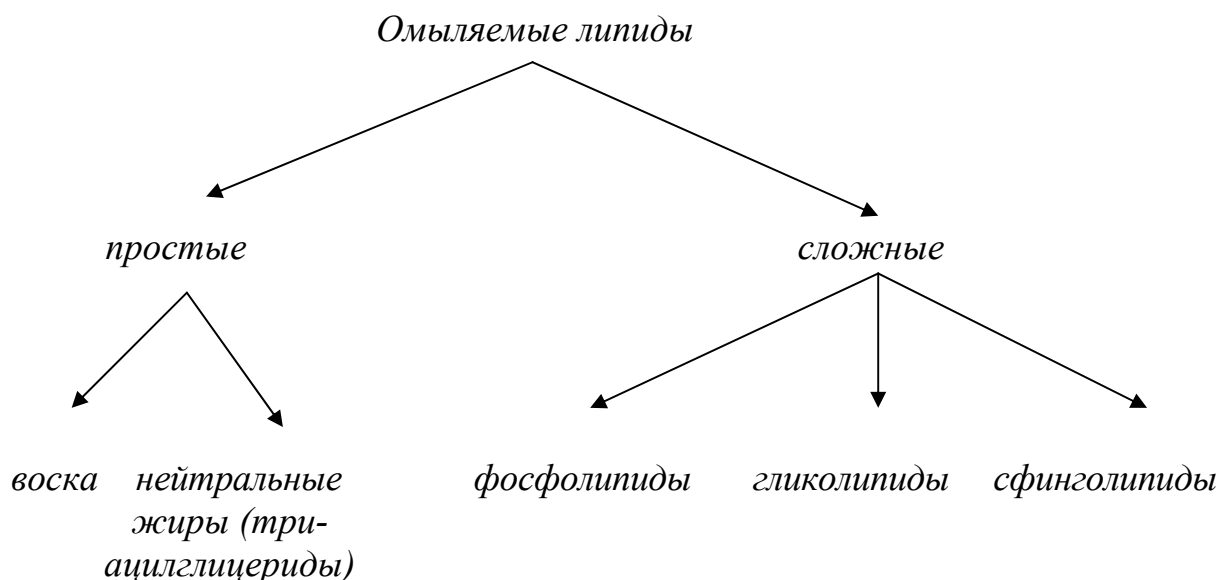 Омыляемые липиды
простые
сложные
воска
нейтральные
жиры (три-
ацилглицериды)
фосфолипиды
гликолипиды
сфинголипиды